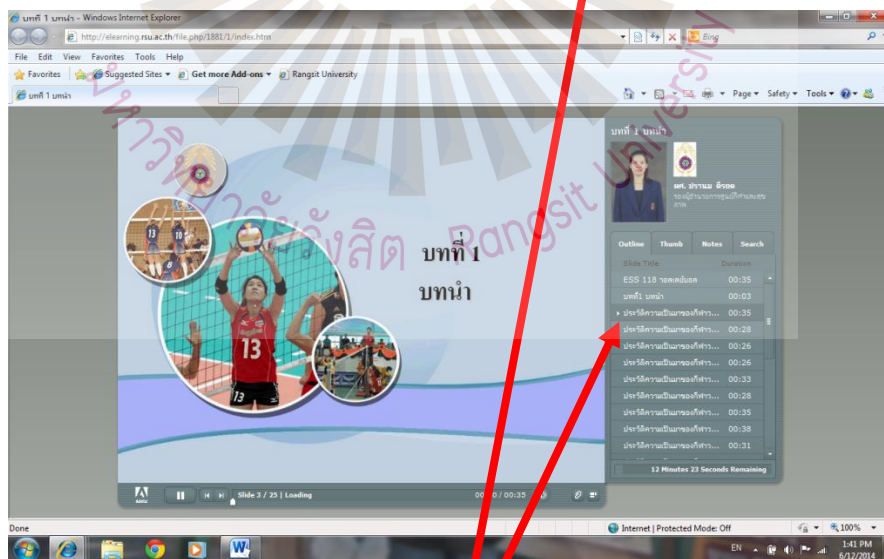 บทที่ 1 บทนำ - Windows Internet Explorer
http://elearning.rsu.ac.th/file.php/1881/1/index.htm
Bing
File Edit View Favorites Tools Help
Favorites Suggested Sites Get more Add-ons Rangsit University
บทที่ 1 บทนำ
Page Safety Tools
มหาวิทยาลัยรังสิต Rangsit University
บทที่ 1 บทนำ
ผศ. ปราณม ดีรอด
บทที่ 1
บทนำ
13
10
13
13
Outline Thumb Notes Search
Slide Title Duration
ESS 118 วอลเลย์บอล 00:35
บทที่1 บทนำ 00:03
ประวัติความเป็นมาของกีฬาว... 00:35
ประวัติความเป็นมาของกีฬาว... 00:28
ประวัติความเป็นมาของกีฬาว... 00:26
ประวัติความเป็นมาของกีฬาว... 00:26
ประวัติความเป็นมาของกีฬาว... 00:33
ประวัติความเป็นมาของกีฬาว... 00:28
ประวัติความเป็นมาของกีฬาว... 00:35
ประวัติความเป็นมาของกีฬาว... 00:38
ประวัติความเป็นมาของกีฬาว... 00:31
12 Minutes 23 Seconds Remaining
Adobe
Slide 3 / 25 | Loading
/ 00:35
Done
Internet | Protected Mode: Off 100%
EN
1:41 PM
6/12/2014